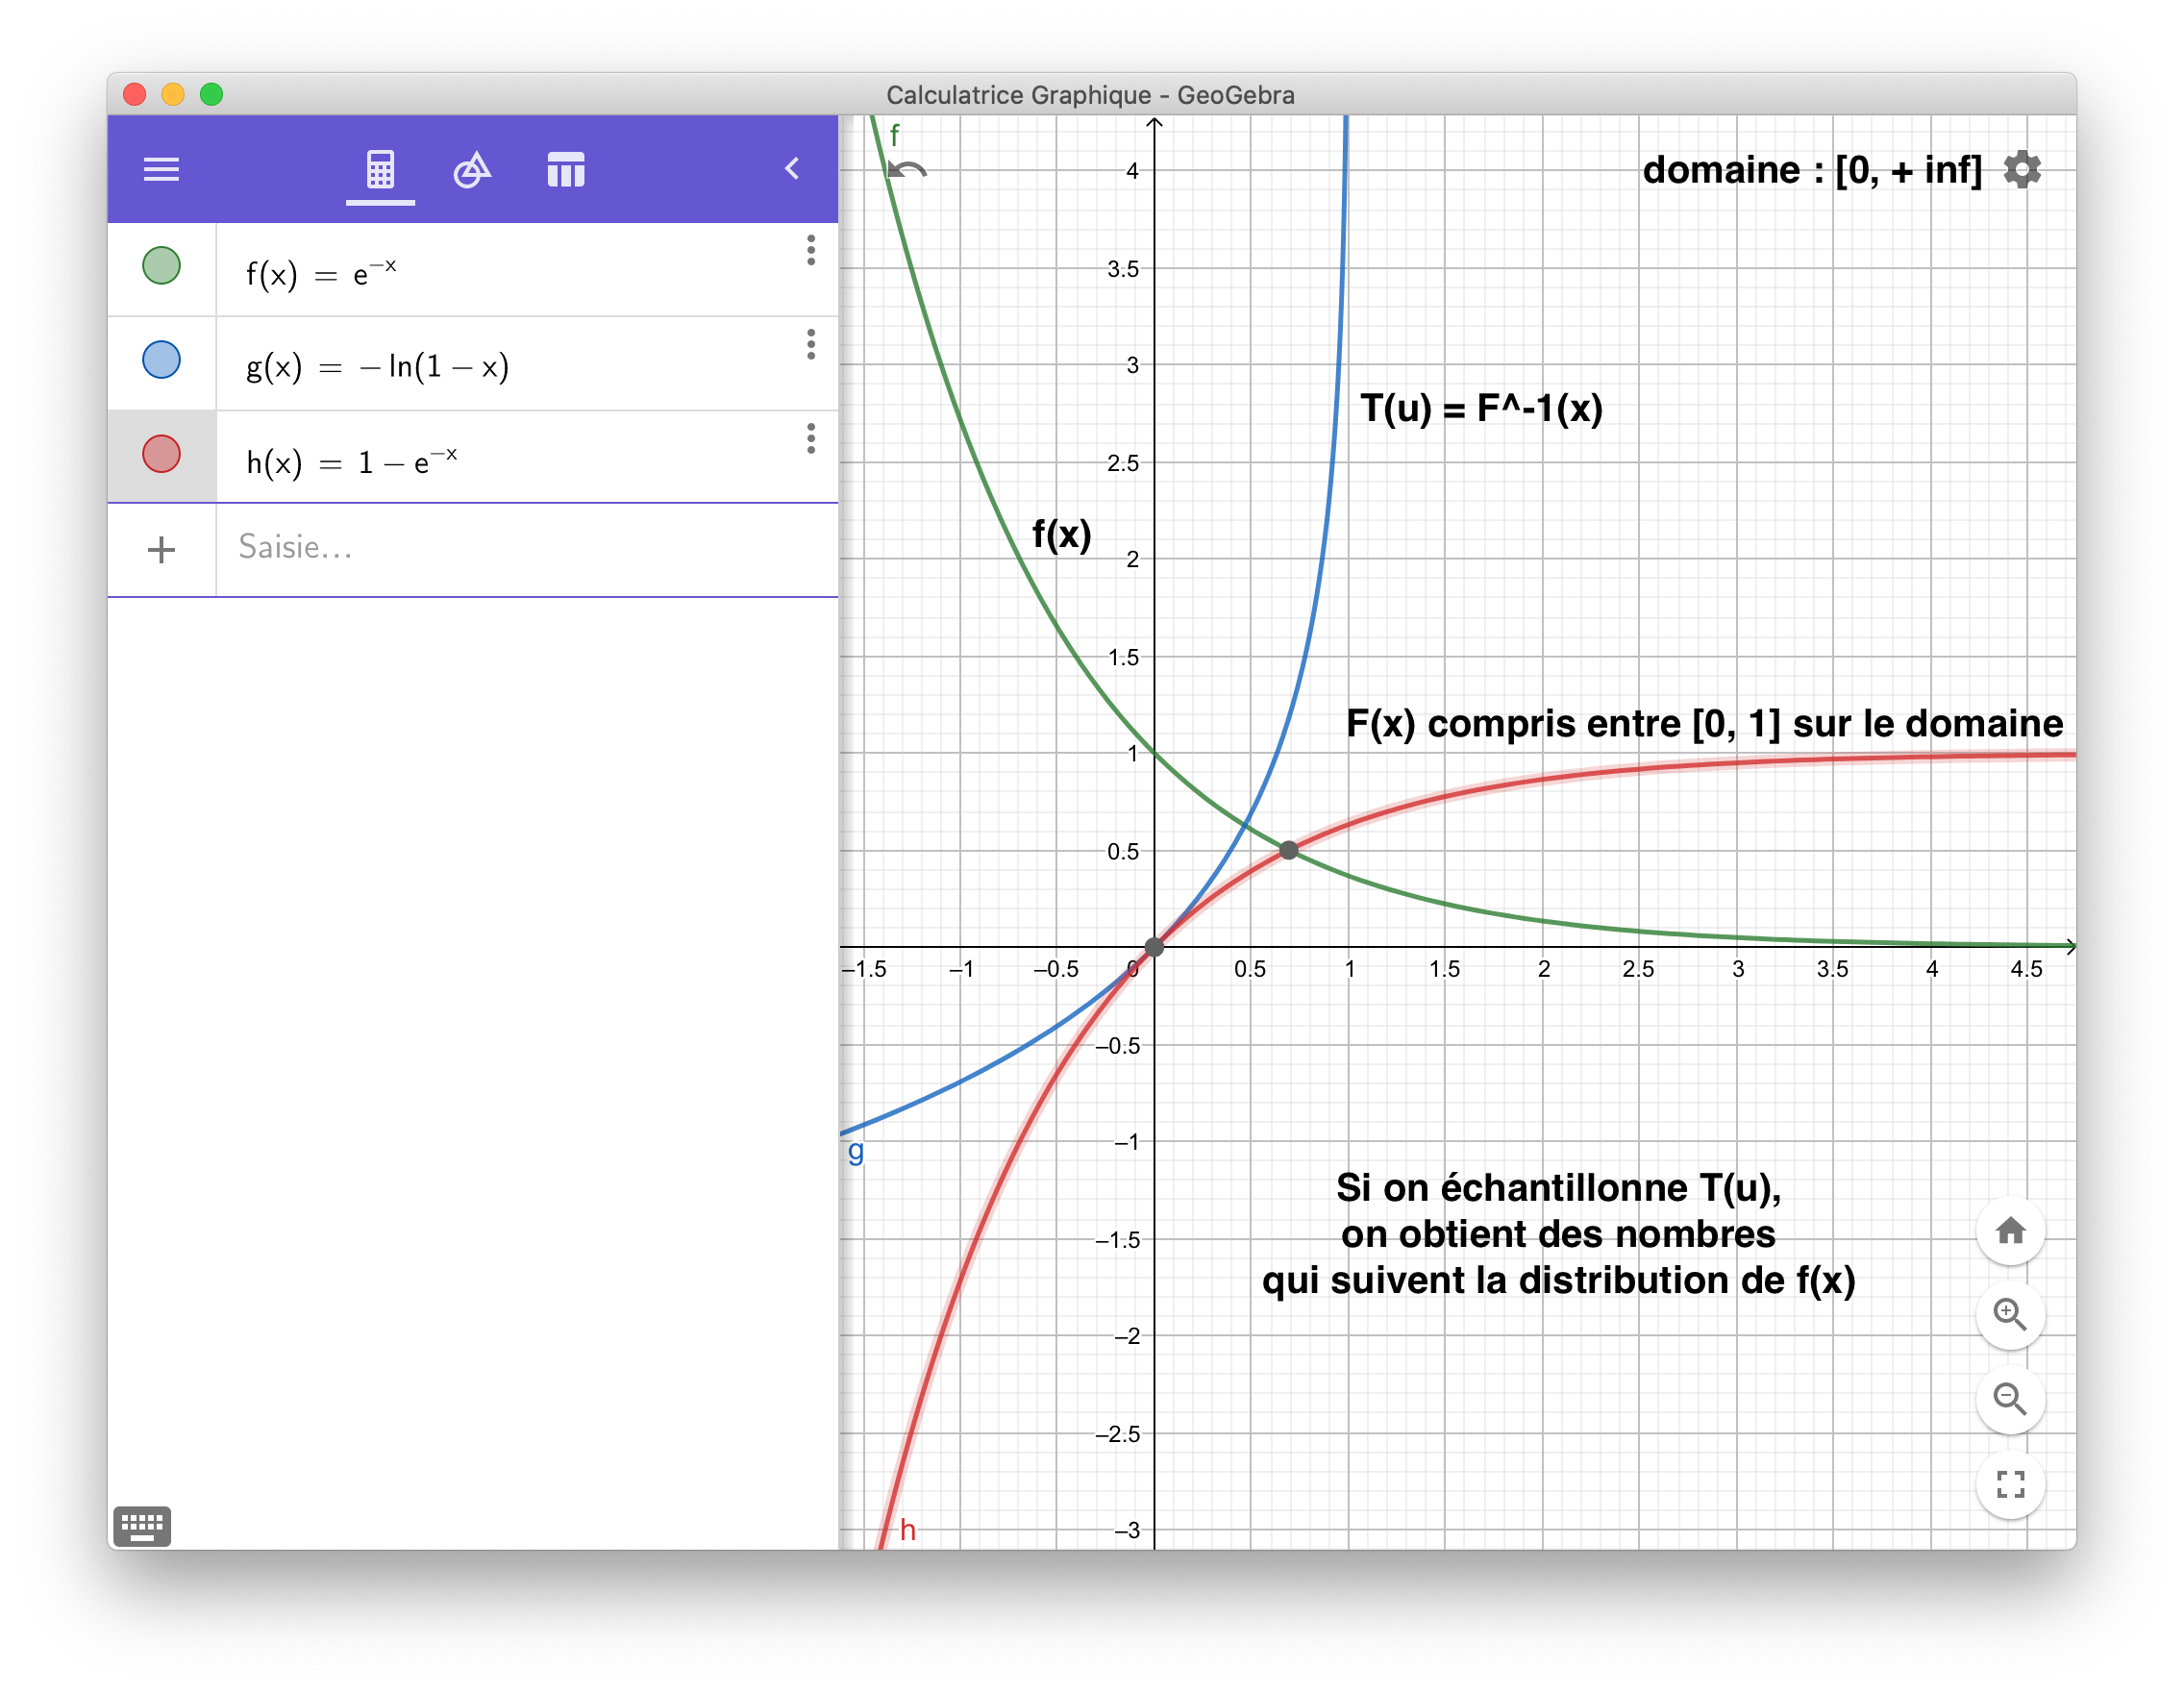 Calculatrice Graphique - GeoGebra
f(x) = e^{-x}
g(x) = – ln(1 – x)
h(x) = 1 – e^{-x}
Saisie...
f
4
domaine : [0, + inf]
3.5
3
T(u) = F^-1(x)
2.5
f(x)
2
1.5
F(x) compris entre [0, 1] sur le domaine
1
0.5
–1.5 –1 –0.5 0 0.5 1 1.5 2 2.5 3 3.5 4 4.5
–0.5
–1
g
Si on échantillonne T(u),
–1.5
on obtient des nombres
qui suivent la distribution de f(x)
–2
–2.5
–3
h